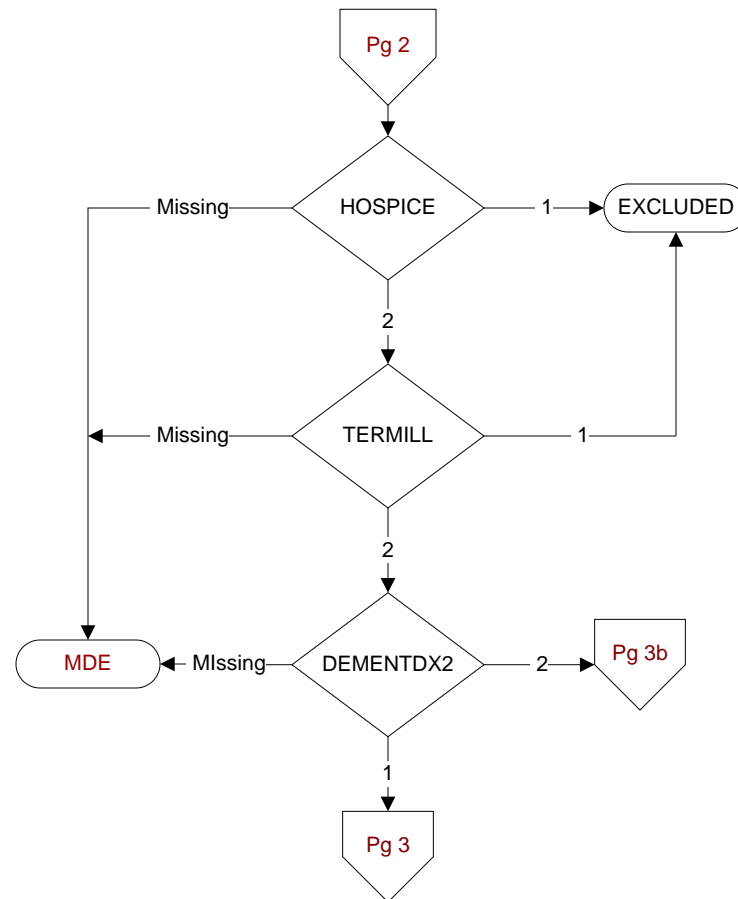 Pg 2
Missing
HOSPICE
1
EXCLUDED
2
Missing
TERMILL
1
2
MDE
MIssing
DEMENTDX2
2
Pg 3b
1
Pg 3